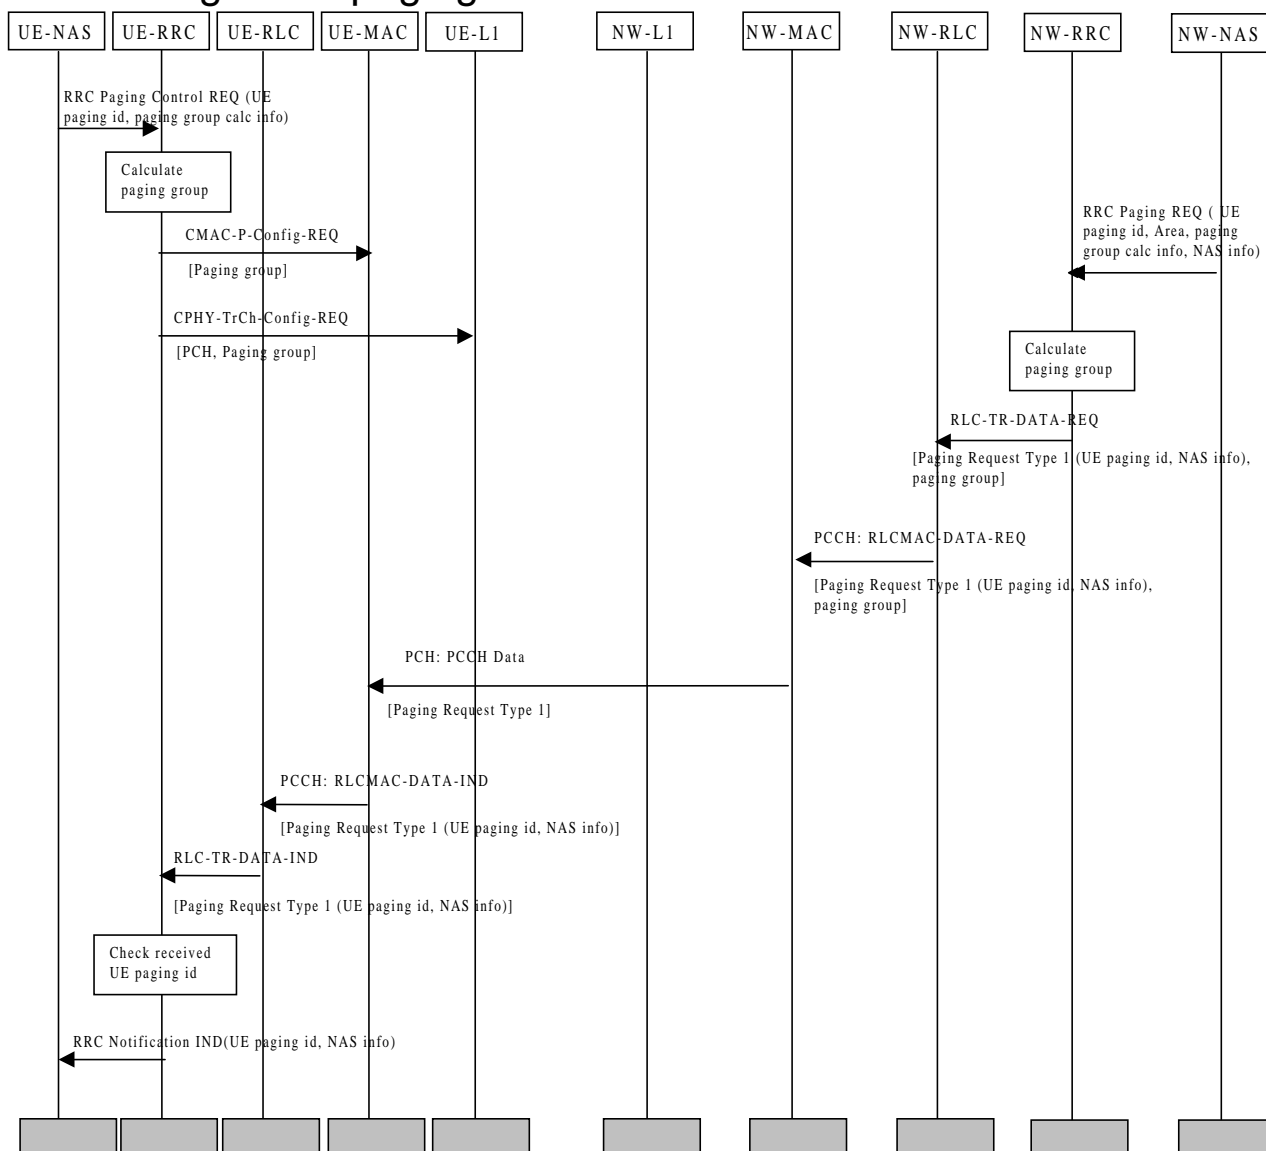 UE-NAS UE-RRC UE-RLC UE-MAC UE-L1 NW-L1 NW-MAC NW-RLC NW-RRC NW-NAS
RRC Paging Control REQ (UE
paging id, paging group calc info)
Calculate
paging group
RRC Paging REQ ( UE
paging id, Area, paging
group calc info, NAS info)
CMAC-P-Config-REQ
[Paging group]
CPHY-TrCh-Config-REQ
[PCH, Paging group]
Calculate
paging group
RLC-TR-DATA-REQ
[Paging Request Type 1 (UE paging id, NAS info),
paging group]
PCCH: RLCMAC-DATA-REQ
[Paging Request Type 1 (UE paging id, NAS info),
paging group]
PCH: PCCH Data
[Paging Request Type 1]
PCCH: RLCMAC-DATA-IND
[Paging Request Type 1 (UE paging id, NAS info)]
RLC-TR-DATA-IND
[Paging Request Type 1 (UE paging id, NAS info)]
Check received
UE paging id
RRC Notification IND(UE paging id, NAS info)